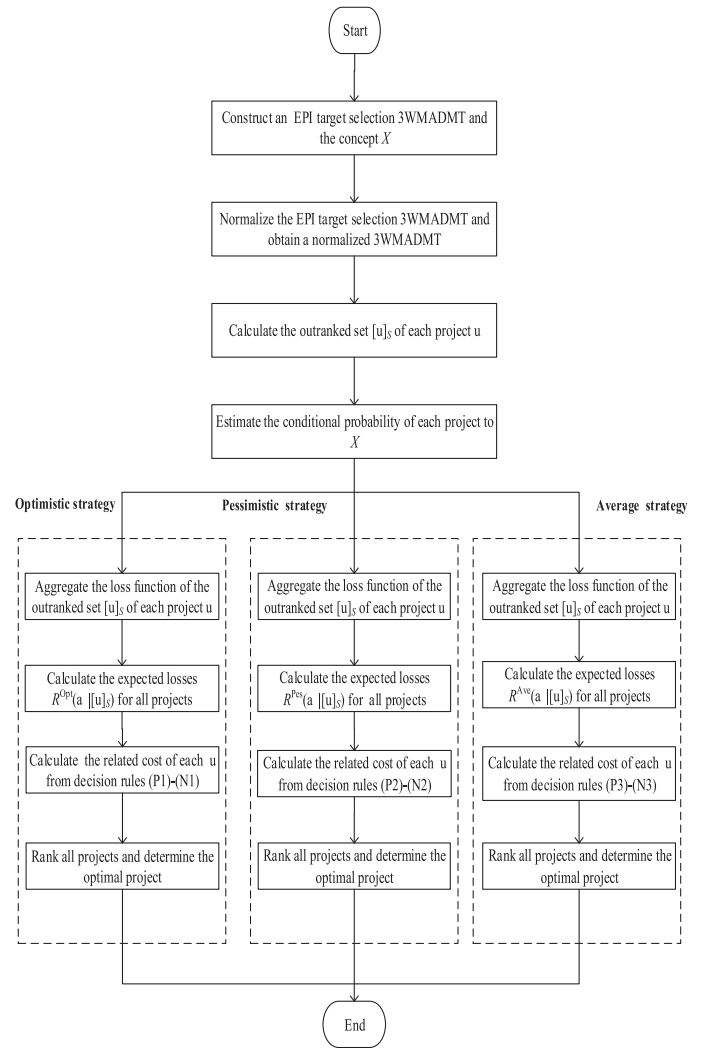 Start
Construct an EPI target selection 3WMADMT and
the concept X
Normalize the EPI target selection 3WMADMT and
obtain a normalized 3WMADMT
Calculate the outranked set [u]S of each project u
Estimate the conditional probability of each project to
X
Optimistic strategy
Pessimistic strategy
Average strategy
Aggregate the loss function of the
outranked set [u]S of each project u
Calculate the expected losses
R^Opt(a |[u]S) for all projects
Calculate the related cost of each u
from decision rules (P1)-(N1)
Rank all projects and determine the
optimal project
Aggregate the loss function of the
outranked set [u]S of each project u
Calculate the expected losses
R^Pes(a |[u]S) for all projects
Calculate the related cost of each u
from decision rules (P2)-(N2)
Rank all projects and determine the
optimal project
Aggregate the loss function of the
outranked set [u]S of each project u
Calculate the expected losses
R^Ave(a |[u]S) for all projects
Calculate the related cost of each u
from decision rules (P3)-(N3)
Rank all projects and determine the
optimal project
End